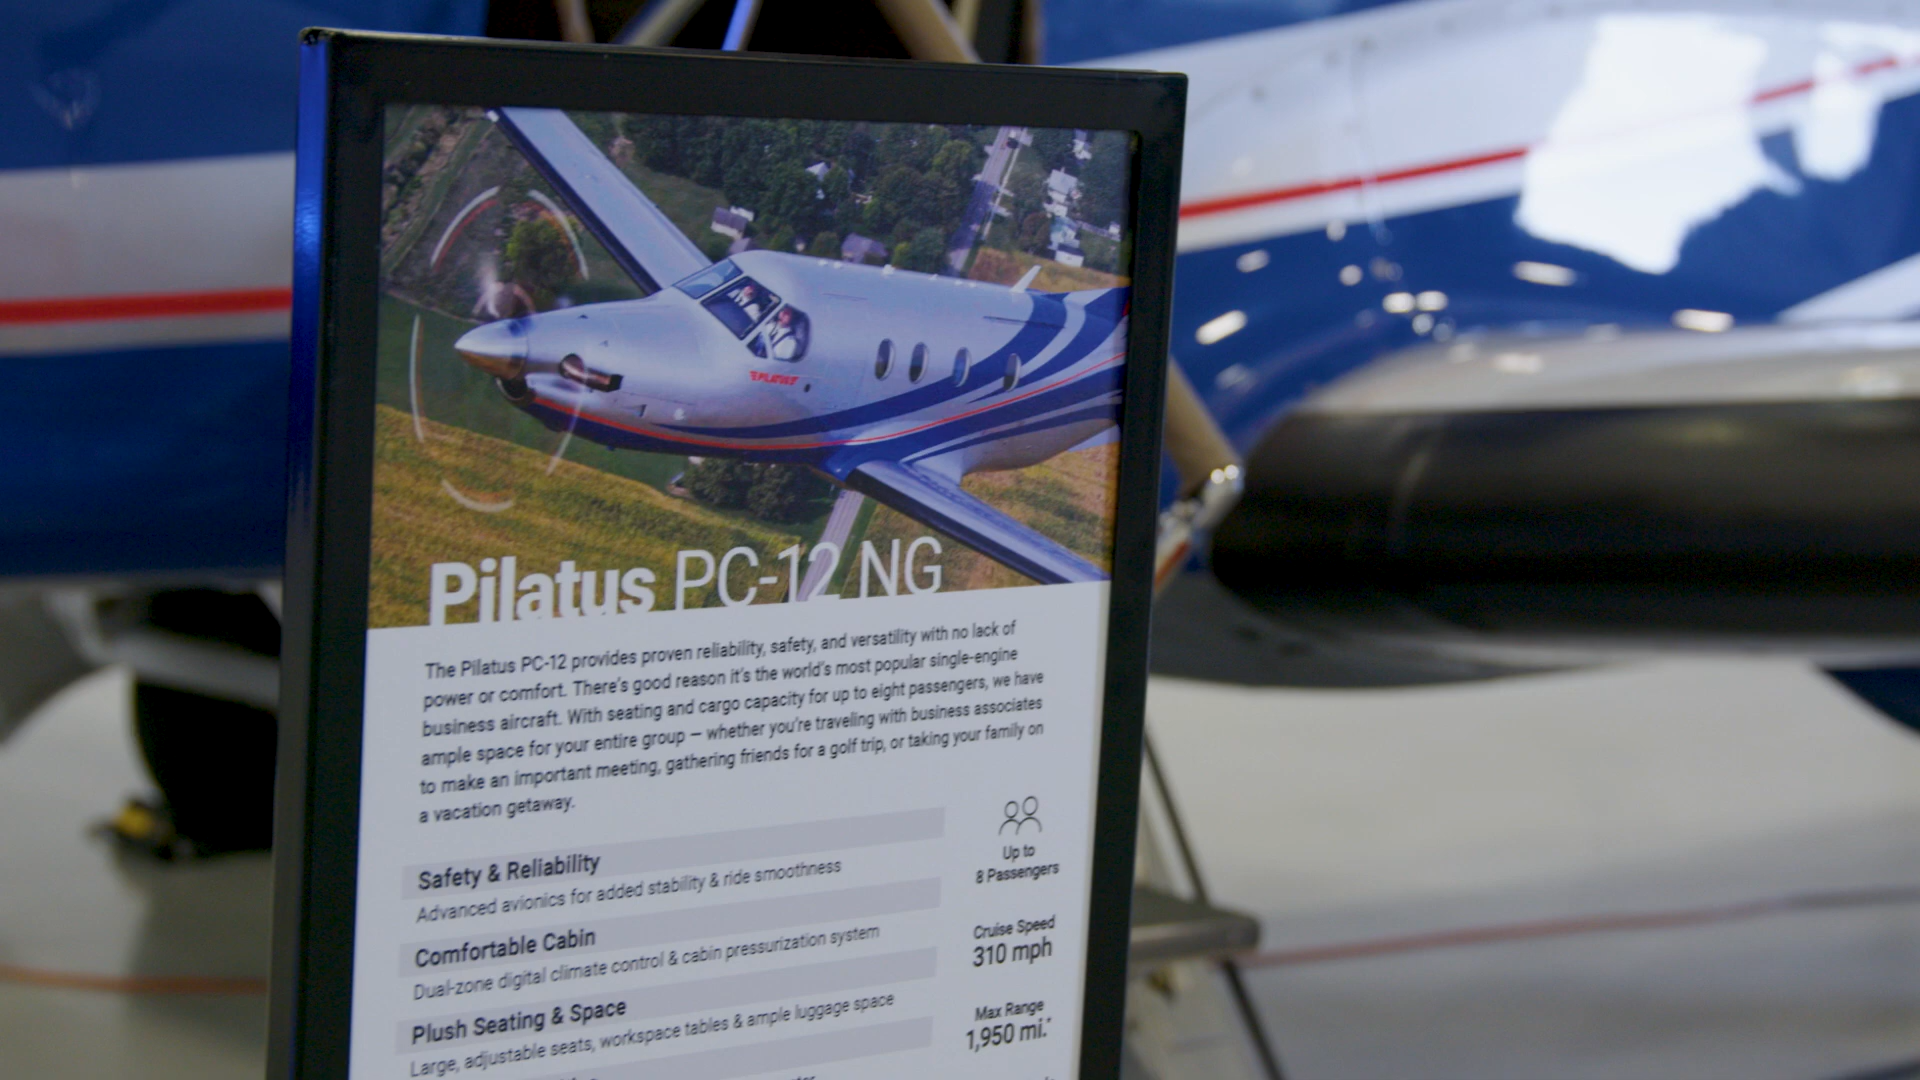 PILATUS
Pilatus PC-12 NG
The Pilatus PC-12 provides proven reliability, safety, and versatility with no lack of
power or comfort. There's good reason it's the world's most popular single-engine
business aircraft. With seating and cargo capacity for up to eight passengers, we have
ample space for your entire group – whether you're traveling with business associates
to make an important meeting, gathering friends for a golf trip, or taking your family on
a vacation getaway.
Safety & Reliability
Advanced avionics for added stability & ride smoothness
Comfortable Cabin
Dual-zone digital climate control & cabin pressurization system
Plush Seating & Space
Large, adjustable seats, workspace tables & ample luggage space
Up to
8 Passengers
Cruise Speed
310 mph
Max Range
1,950 mi.*